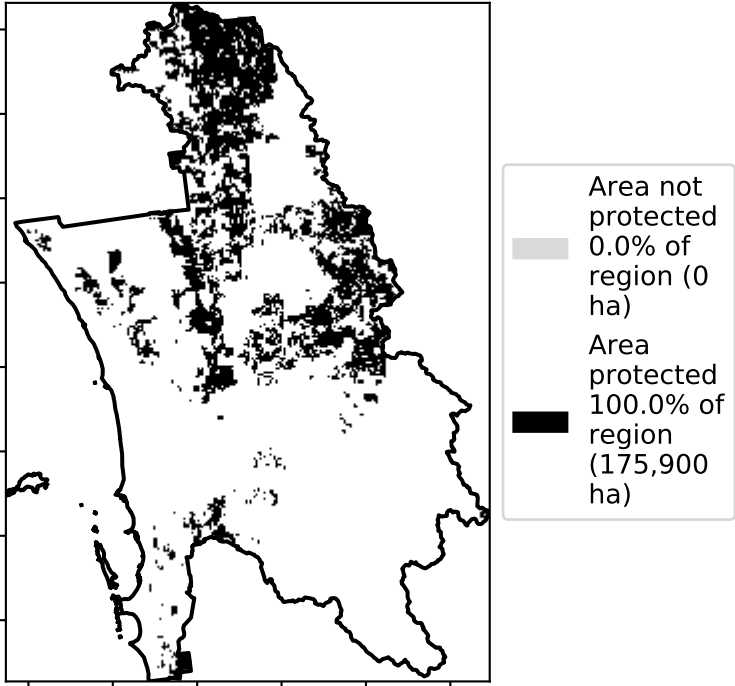 Area not
protected
0.0% of
region (0
ha)
Area
protected
100.0% of
region
(175,900
ha)